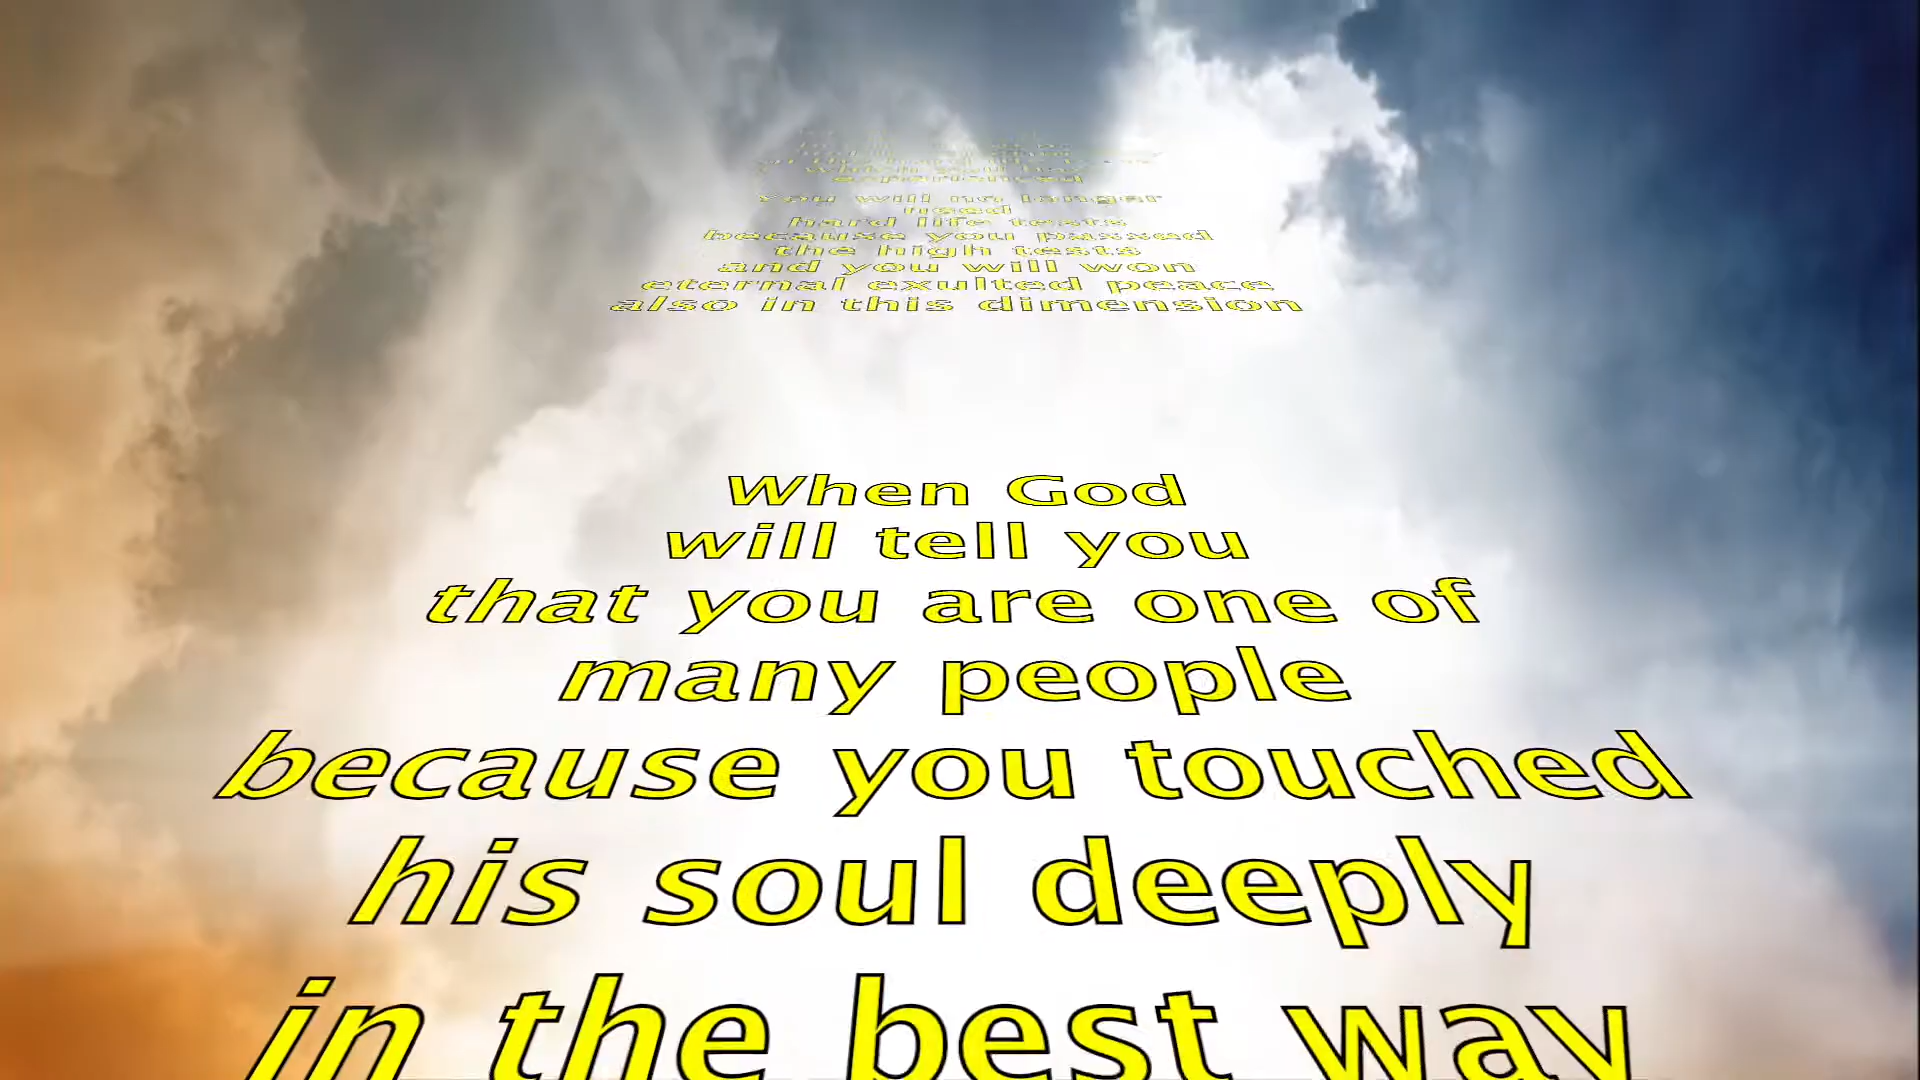 experienced
You will no longer
need
hard life tests
because you passed
the high tests
and you will won
eternal exulted peace
also in this dimension
When God
will tell you
that you are one of
many people
because you touched
his soul deeply
in the best way